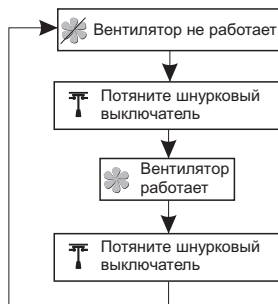 Вентилятор не работает
Потяните шнурковый
выключатель
Вентилятор
работает
Потяните шнурковый
выключатель